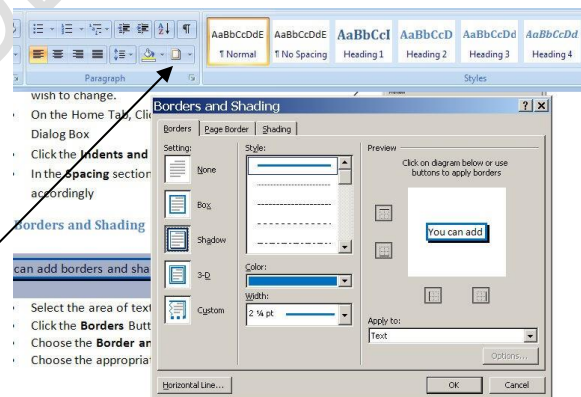 AaBbCcDdE AaBbCcDdE AaBbCcI AaBbCcD AaBbCcDd AaBbCcDd
¶ Normal ¶ No Spacing Heading 1 Heading 2 Heading 3 Heading 4
Paragraph Styles
wish to change.
On the Home Tab, Clic
Dialog Box
Click the Indents and
In the Spacing section
accordingly
Borders and Shading
can add borders and sha
Select the area of text
Click the Borders Butt
Choose the Border an
Choose the appropriat
Borders and Shading
Borders Page Border Shading
Setting:
None
Box
Shadow
3-D
Custom
Style:
Color:
Width:
2 ¼ pt
Preview
Click on diagram below or use
buttons to apply borders
You can add
Apply to:
Text
Options...
Horizontal Line...
OK Cancel